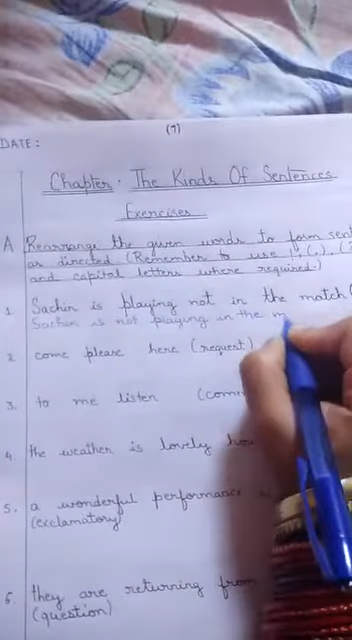 (7)
DATE:
Chapter. The Kinds Of Sentences
Exercises
A Rearrange the given words to form
as directed (Remember to use
and capital letters where required.)
1. Sachin is playing not in the match (
Sachin is not playing in the m
2. come please here (request)
3. to me listen
4. the weather is lovely
5. a wonderful performance
(exclamatory)
6. they are returning from
(question)